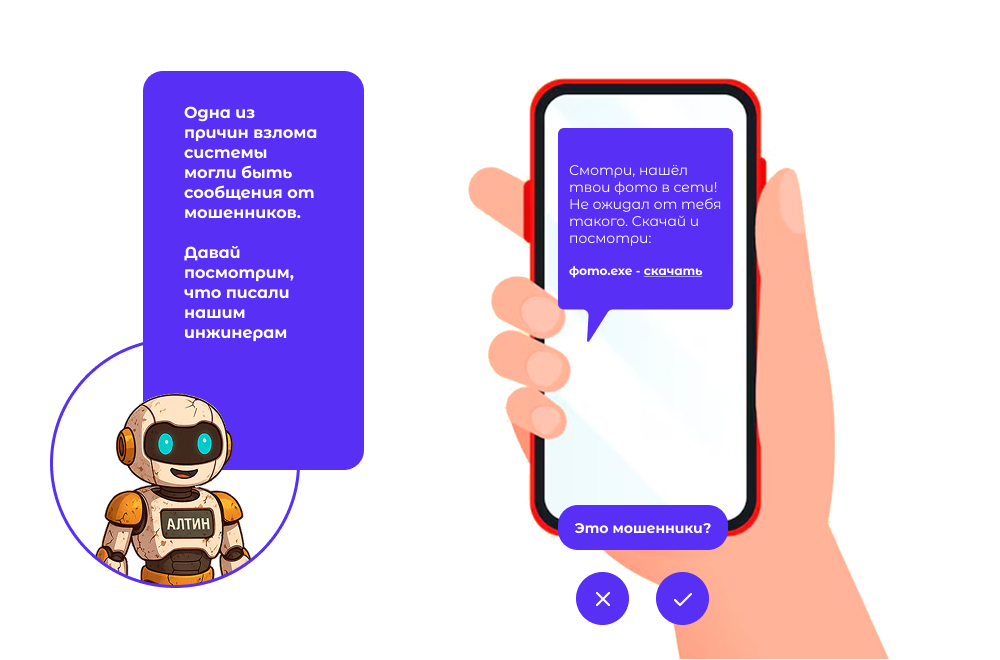 Одна из
причин взлома
системы
могли быть
сообщения от
мошенников.
Давай
посмотрим,
что писали
нашим
инжинерам
АЛТИН
Смотри, нашёл
твои фото в сети!
Не ожидал от тебя
такого. Скачай и
посмотри:
фото.exe - скачать
Это мошенники?